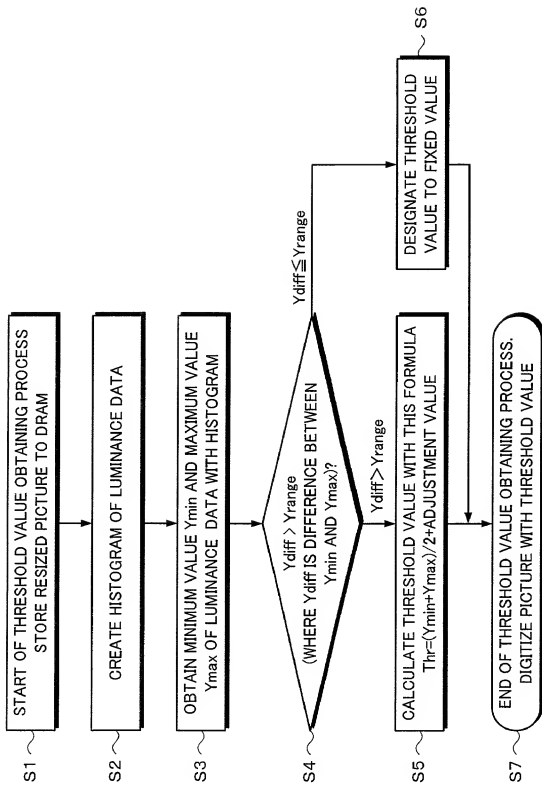 S1
START OF THRESHOLD VALUE OBTAINING PROCESS
STORE RESIZED PICTURE TO DRAM
S2
CREATE HISTOGRAM OF LUMINANCE DATA
S3
OBTAIN MINIMUM VALUE Ymin AND MAXIMUM VALUE
Ymax OF LUMINANCE DATA WITH HISTOGRAM
S4
Ydiff > Yrange
(WHERE Ydiff IS DIFFERENCE BETWEEN
Ymin AND Ymax)?
Ydiff≦Yrange
Ydiff>Yrange
S5
CALCULATE THRESHOLD VALUE WITH THIS FORMULA
Thr=(Ymin+Ymax)/2+ADJUSTMENT VALUE
DESIGNATE THRESHOLD
VALUE TO FIXED VALUE
S6
S7
END OF THRESHOLD VALUE OBTAINING PROCESS.
DIGITIZE PICTURE WITH THRESHOLD VALUE